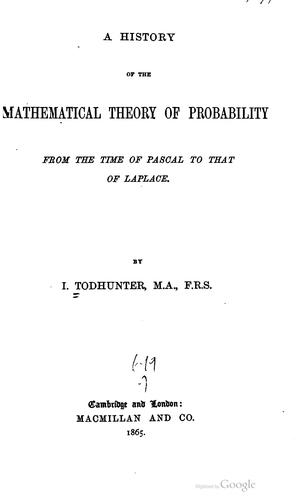 A HISTORY
OF THE
MATHEMATICAL THEORY OF PROBABILITY
FROM THE TIME OF PASCAL TO THAT
OF LAPLACE.
BY
I. TODHUNTER, M.A., F.R.S.
Cambridge and London:
MACMILLAN AND CO.
1865.
Digitized by Google